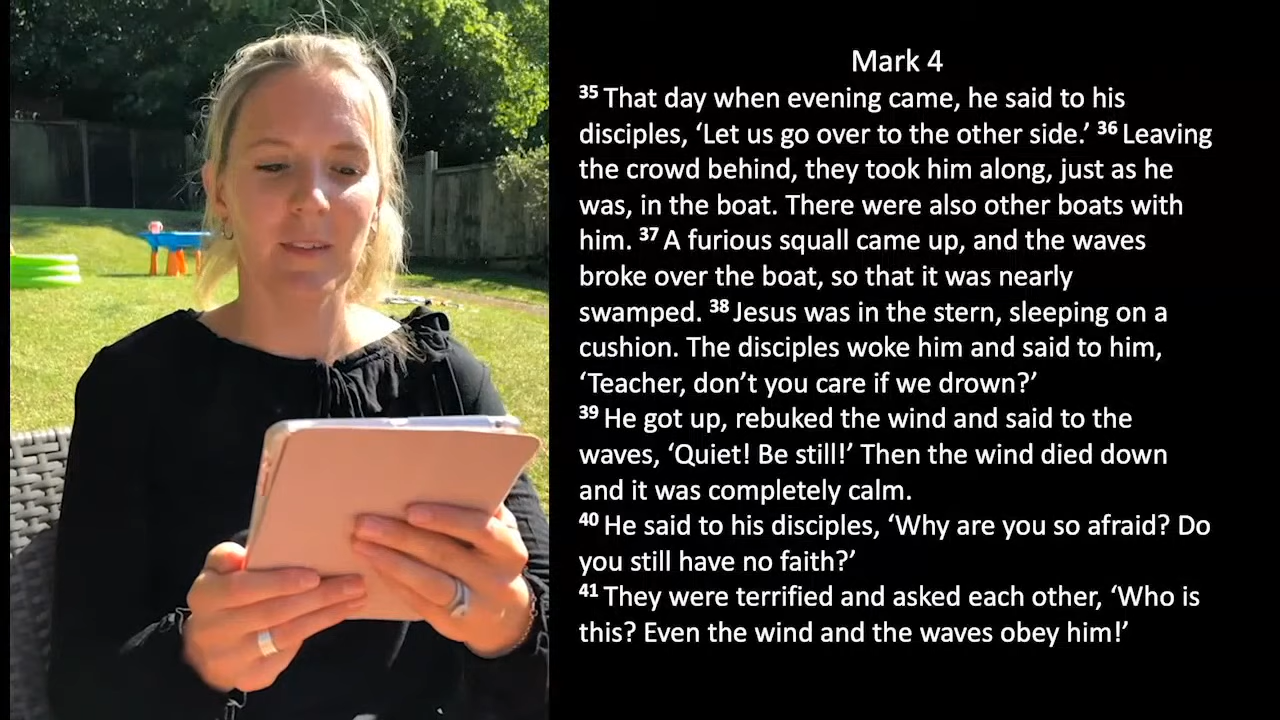 Mark 4
35 That day when evening came, he said to his
disciples, ‘Let us go over to the other side.’ 36 Leaving
the crowd behind, they took him along, just as he
was, in the boat. There were also other boats with
him. 37 A furious squall came up, and the waves
broke over the boat, so that it was nearly
swamped. 38 Jesus was in the stern, sleeping on a
cushion. The disciples woke him and said to him,
‘Teacher, don’t you care if we drown?’
39 He got up, rebuked the wind and said to the
waves, ‘Quiet! Be still!’ Then the wind died down
and it was completely calm.
40 He said to his disciples, ‘Why are you so afraid? Do
you still have no faith?’
41 They were terrified and asked each other, ‘Who is
this? Even the wind and the waves obey him!’